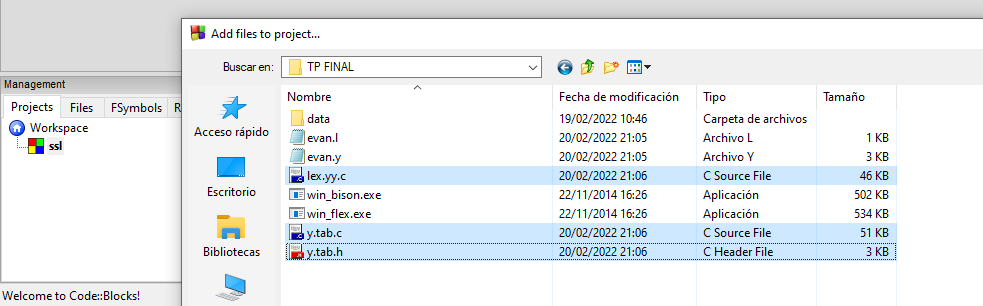 Add files to project...
Buscar en: TP FINAL
Management
Projects Files FSymbols R
Workspace
ssl
Acceso rápido
Escritorio
Bibliotecas
Nombre Fecha de modificación Tipo Tamaño
data 19/02/2022 10:46 Carpeta de archivos
evan.l 20/02/2022 21:05 Archivo L 1 KB
evan.y 20/02/2022 21:05 Archivo Y 3 KB
lex.yy.c 20/02/2022 21:06 C Source File 46 KB
win_bison.exe 22/11/2014 16:26 Aplicación 502 KB
win_flex.exe 22/11/2014 16:26 Aplicación 534 KB
y.tab.c 20/02/2022 21:06 C Source File 51 KB
y.tab.h 20/02/2022 21:06 C Header File 3 KB
Welcome to Code::Blocks!